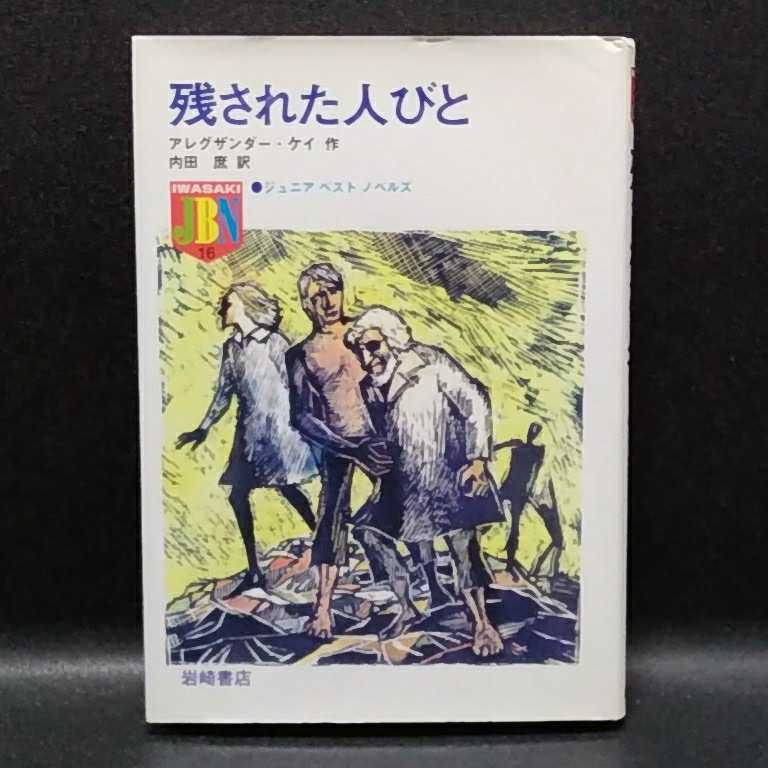 残された人びと
アレグザンダー・ケイ 作
内田 庶 訳
IWASAKI
JBN
16
●ジュニア ベスト ノベルズ
岩崎書店